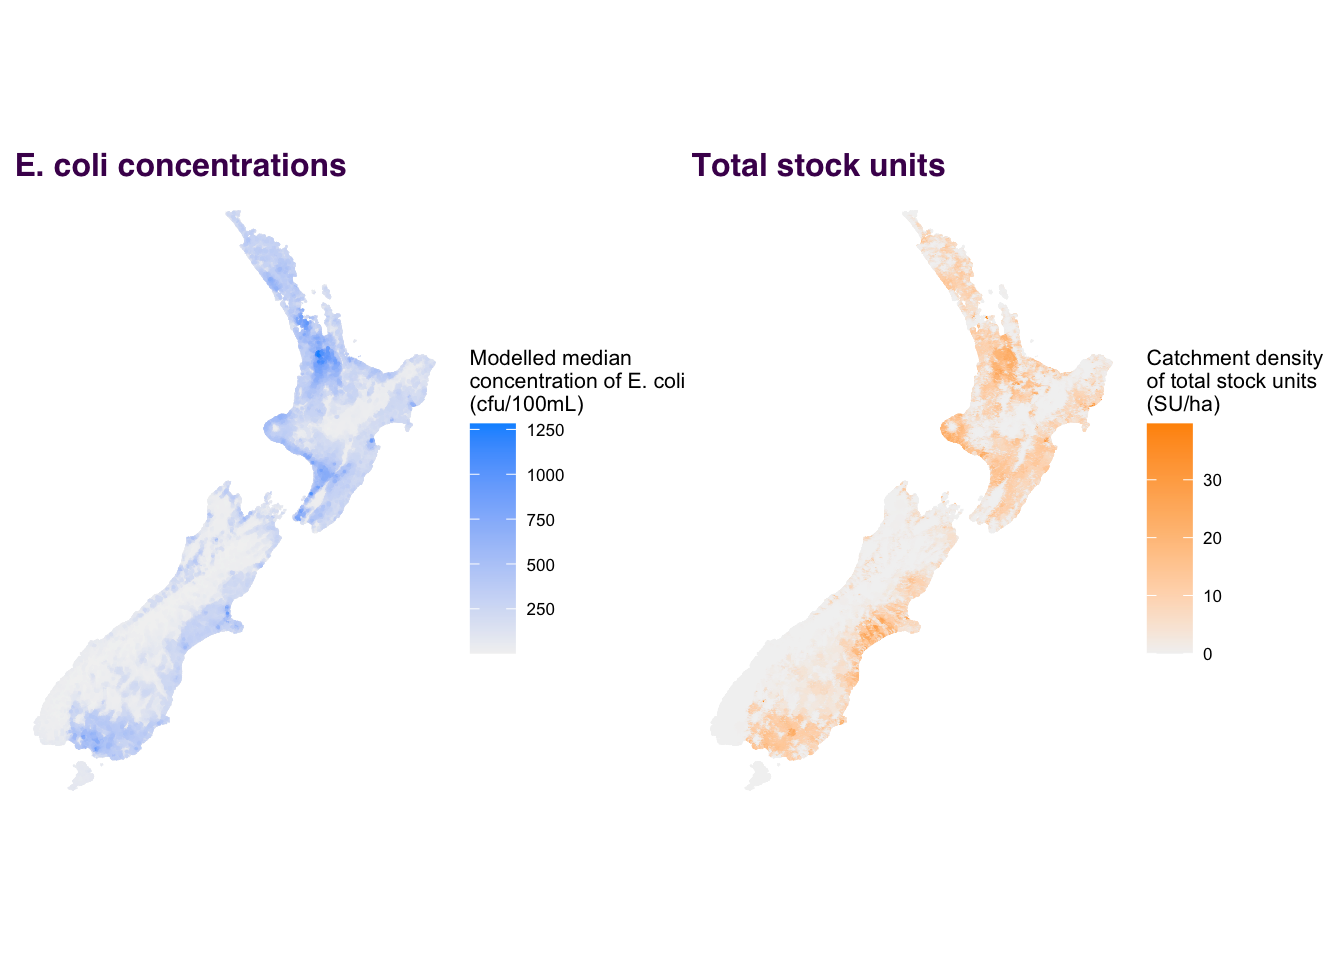 E. coli concentrations
Modelled median
concentration of E. coli
(cfu/100mL)
1250
1000
750
500
250
Total stock units
Catchment density
of total stock units
(SU/ha)
30
20
10
0